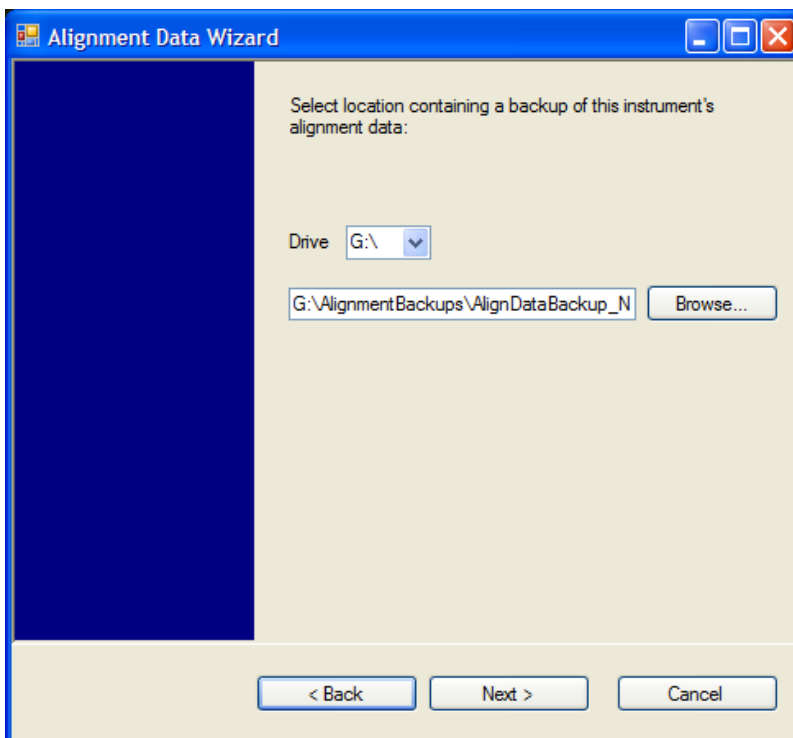 Alignment Data Wizard
Select location containing a backup of this instrument's
alignment data:
Drive G:\
G:\AlignmentBackups\AlignDataBackup_N Browse...
< Back Next > Cancel